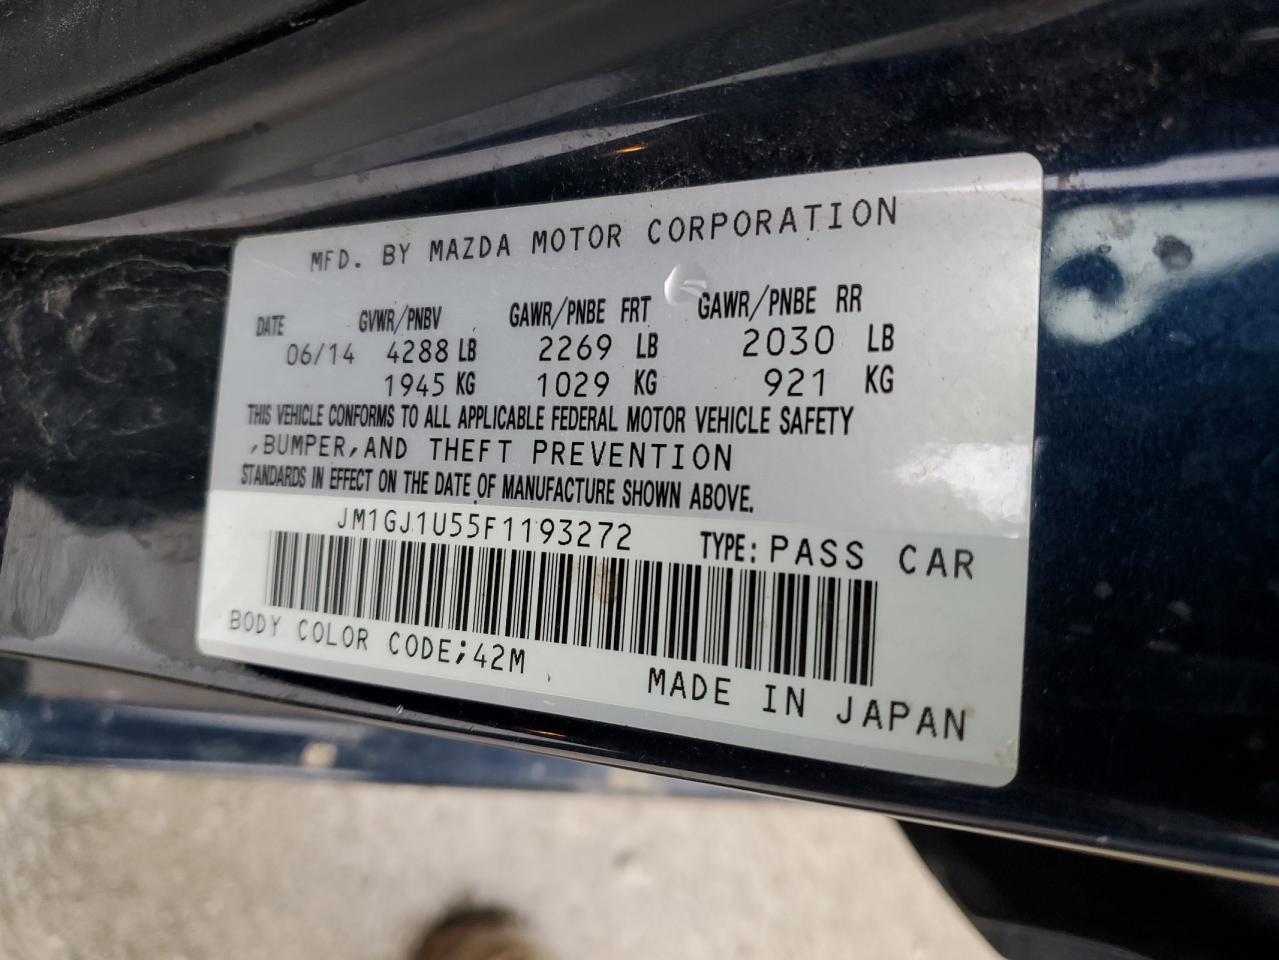 MFD. BY MAZDA MOTOR CORPORATION
DATE GVWR/PNBV GAWR/PNBE FRT GAWR/PNBE RR
06/14 4288 LB 2269 LB 2030 LB
1945 KG 1029 KG 921 KG
THIS VEHICLE CONFORMS TO ALL APPLICABLE FEDERAL MOTOR VEHICLE SAFETY
,BUMPER,AND THEFT PREVENTION
STANDARDS IN EFFECT ON THE DATE OF MANUFACTURE SHOWN ABOVE.
JM1GJ1U55F1193272 TYPE: PASS CAR
BODY COLOR CODE;42M
MADE IN JAPAN